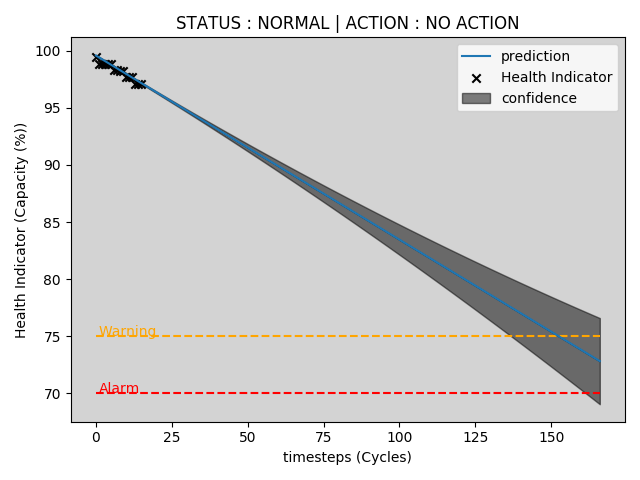 STATUS : NORMAL | ACTION : NO ACTION
prediction
Health Indicator
confidence
Health Indicator (Capacity (%))
100
95
90
85
80
75
70
Warning
Alarm
0 25 50 75 100 125 150
timesteps (Cycles)